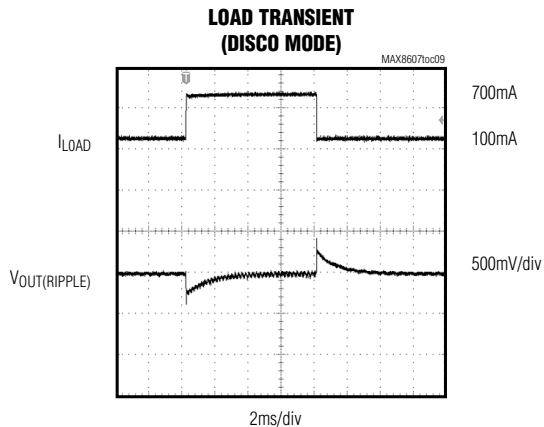 LOAD TRANSIENT
(DISCO MODE)
MAX8607toc09
700mA
ILOAD
100mA
VOUT(RIPPLE)
500mV/div
2ms/div